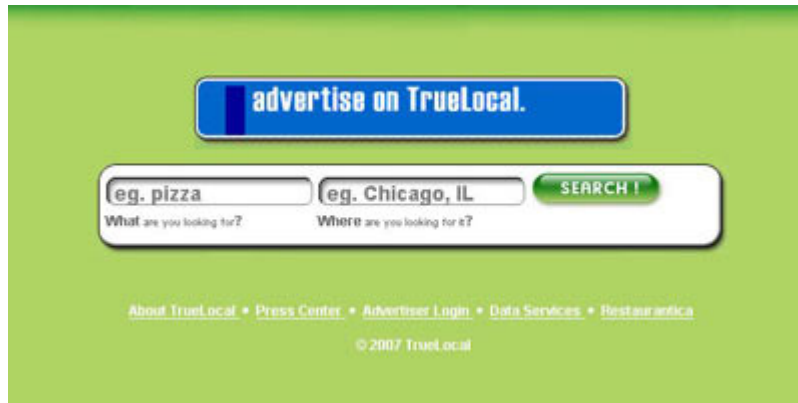 advertise on TrueLocal.
eg. pizza eg. Chicago, IL SEARCH !
What are you looking for? Where are you looking for it?
About TrueLocal • Press Center • Advertiser Login • Data Services • Restaurantica
© 2007 TrueLocal